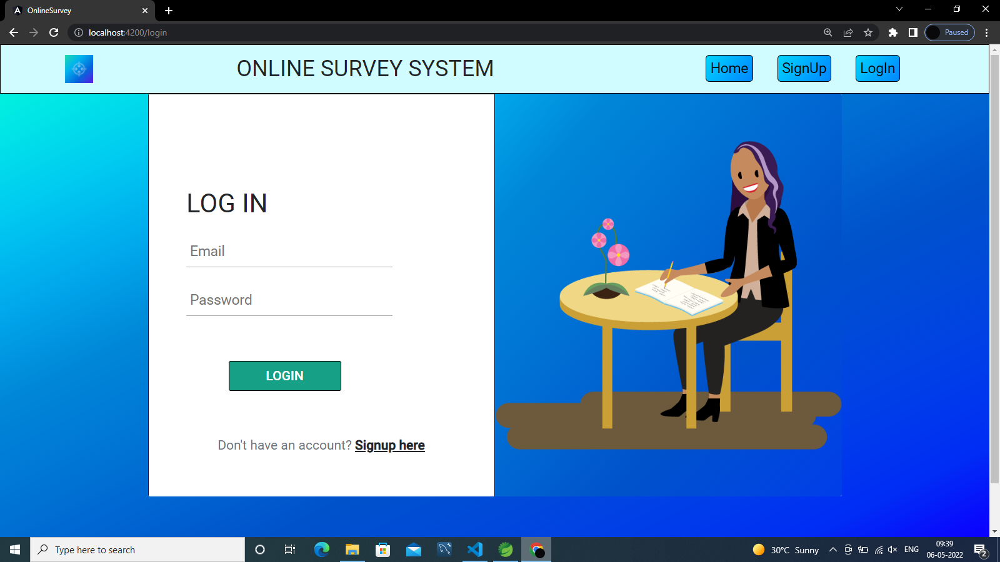 OnlineSurvey
localhost:4200/login
Paused
ONLINE SURVEY SYSTEM
Home
SignUp
LogIn
LOG IN
Email
Password
LOGIN
Don't have an account? Signup here
Type here to search
30°C Sunny
ENG
09:39
06-05-2022
2